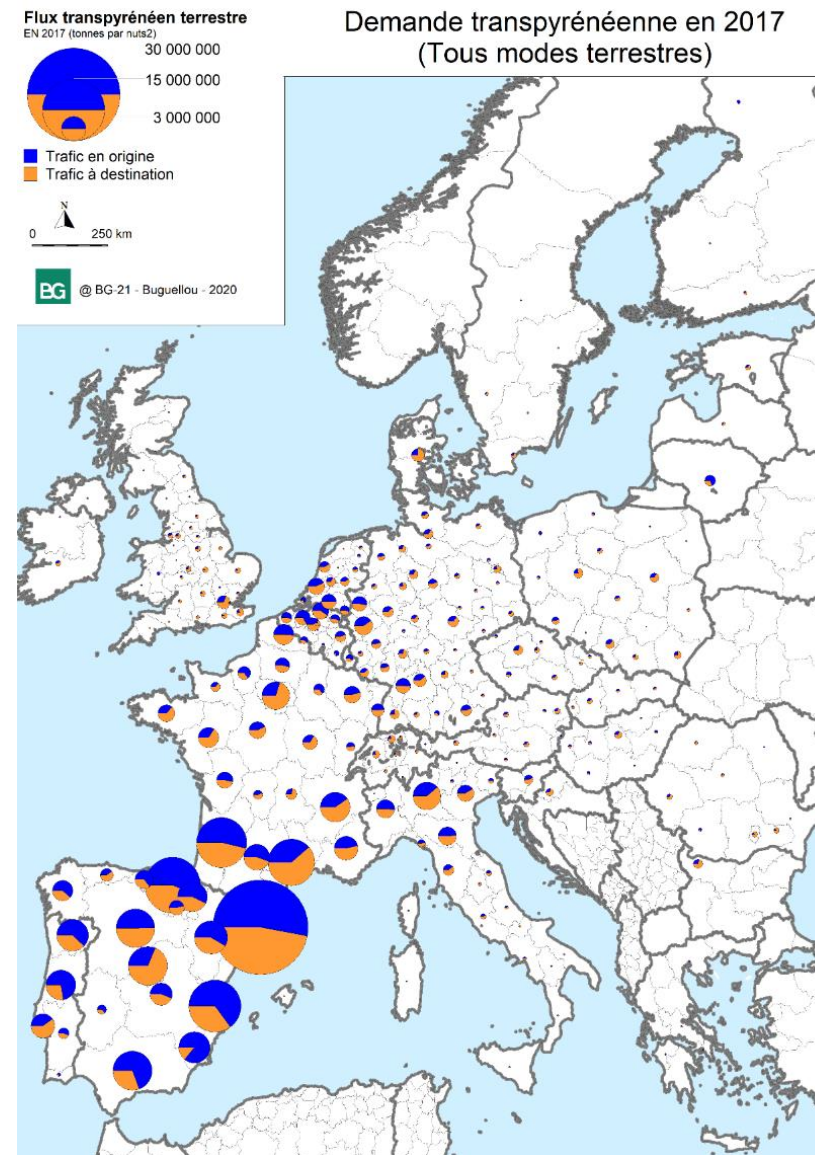 Flux transpyrénéen terrestre
EN 2017 (tonnes par nuts2)
30 000 000
15 000 000
3 000 000
Trafic en origine
Trafic à destination
N
0 250 km
BG @ BG-21 - Buguellou - 2020
Demande transpyrénéenne en 2017
(Tous modes terrestres)